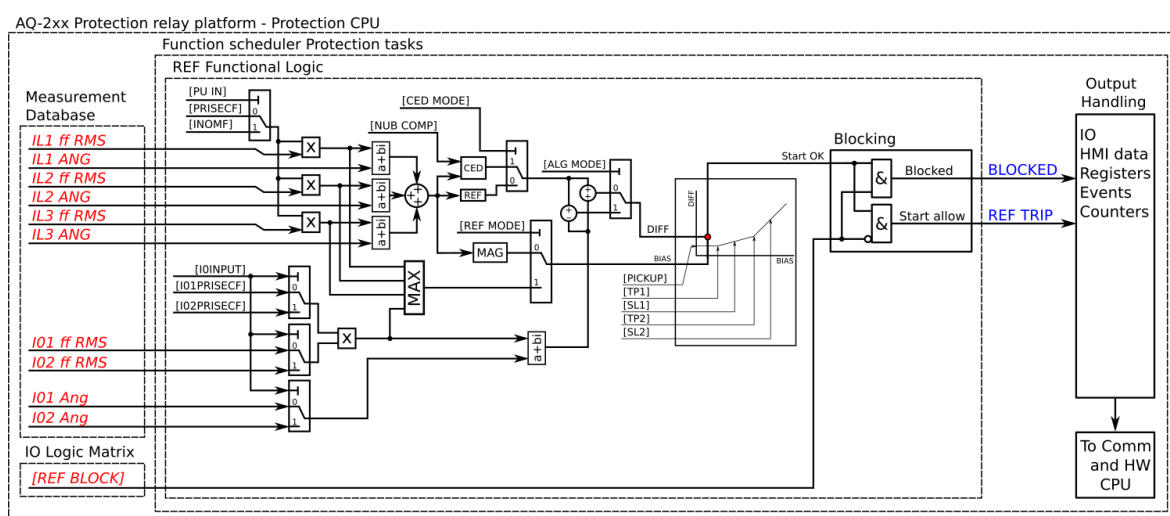 AQ-2xx Protection relay platform - Protection CPU
Function scheduler Protection tasks
REF Functional Logic
Measurement
Database
IL1 ff RMS
IL1 ANG
IL2 ff RMS
IL2 ANG
IL3 ff RMS
IL3 ANG
I01 ff RMS
I02 ff RMS
I01 Ang
I02 Ang
IO Logic Matrix
[REF BLOCK]
[PU IN]
[PRISECF]
[INOMF]
0
1
X
X
X
a+bi
a+bi
a+bi
+
+ +
[CED MODE]
[NUB COMP]
CED
REF
1
0
[ALG MODE]
0
1
+
+
[REF MODE]
MAG
0
1
MAX
[I0INPUT]
[I01PRISECF]
[I02PRISECF]
0
1
0
1
0
1
X
a+bi
DIFF
BIAS
DIFF
BIAS
[PICKUP]
[TP1]
[SL1]
[TP2]
[SL2]
Start OK
Blocking
&
Blocked
&
Start allow
BLOCKED
REF TRIP
Output
Handling
IO
HMI data
Registers
Events
Counters
To Comm
and HW
CPU